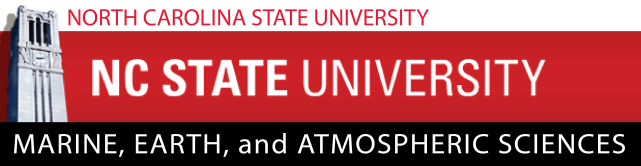 NORTH CAROLINA STATE UNIVERSITY
NC STATE UNIVERSITY
MARINE, EARTH, and ATMOSPHERIC SCIENCES